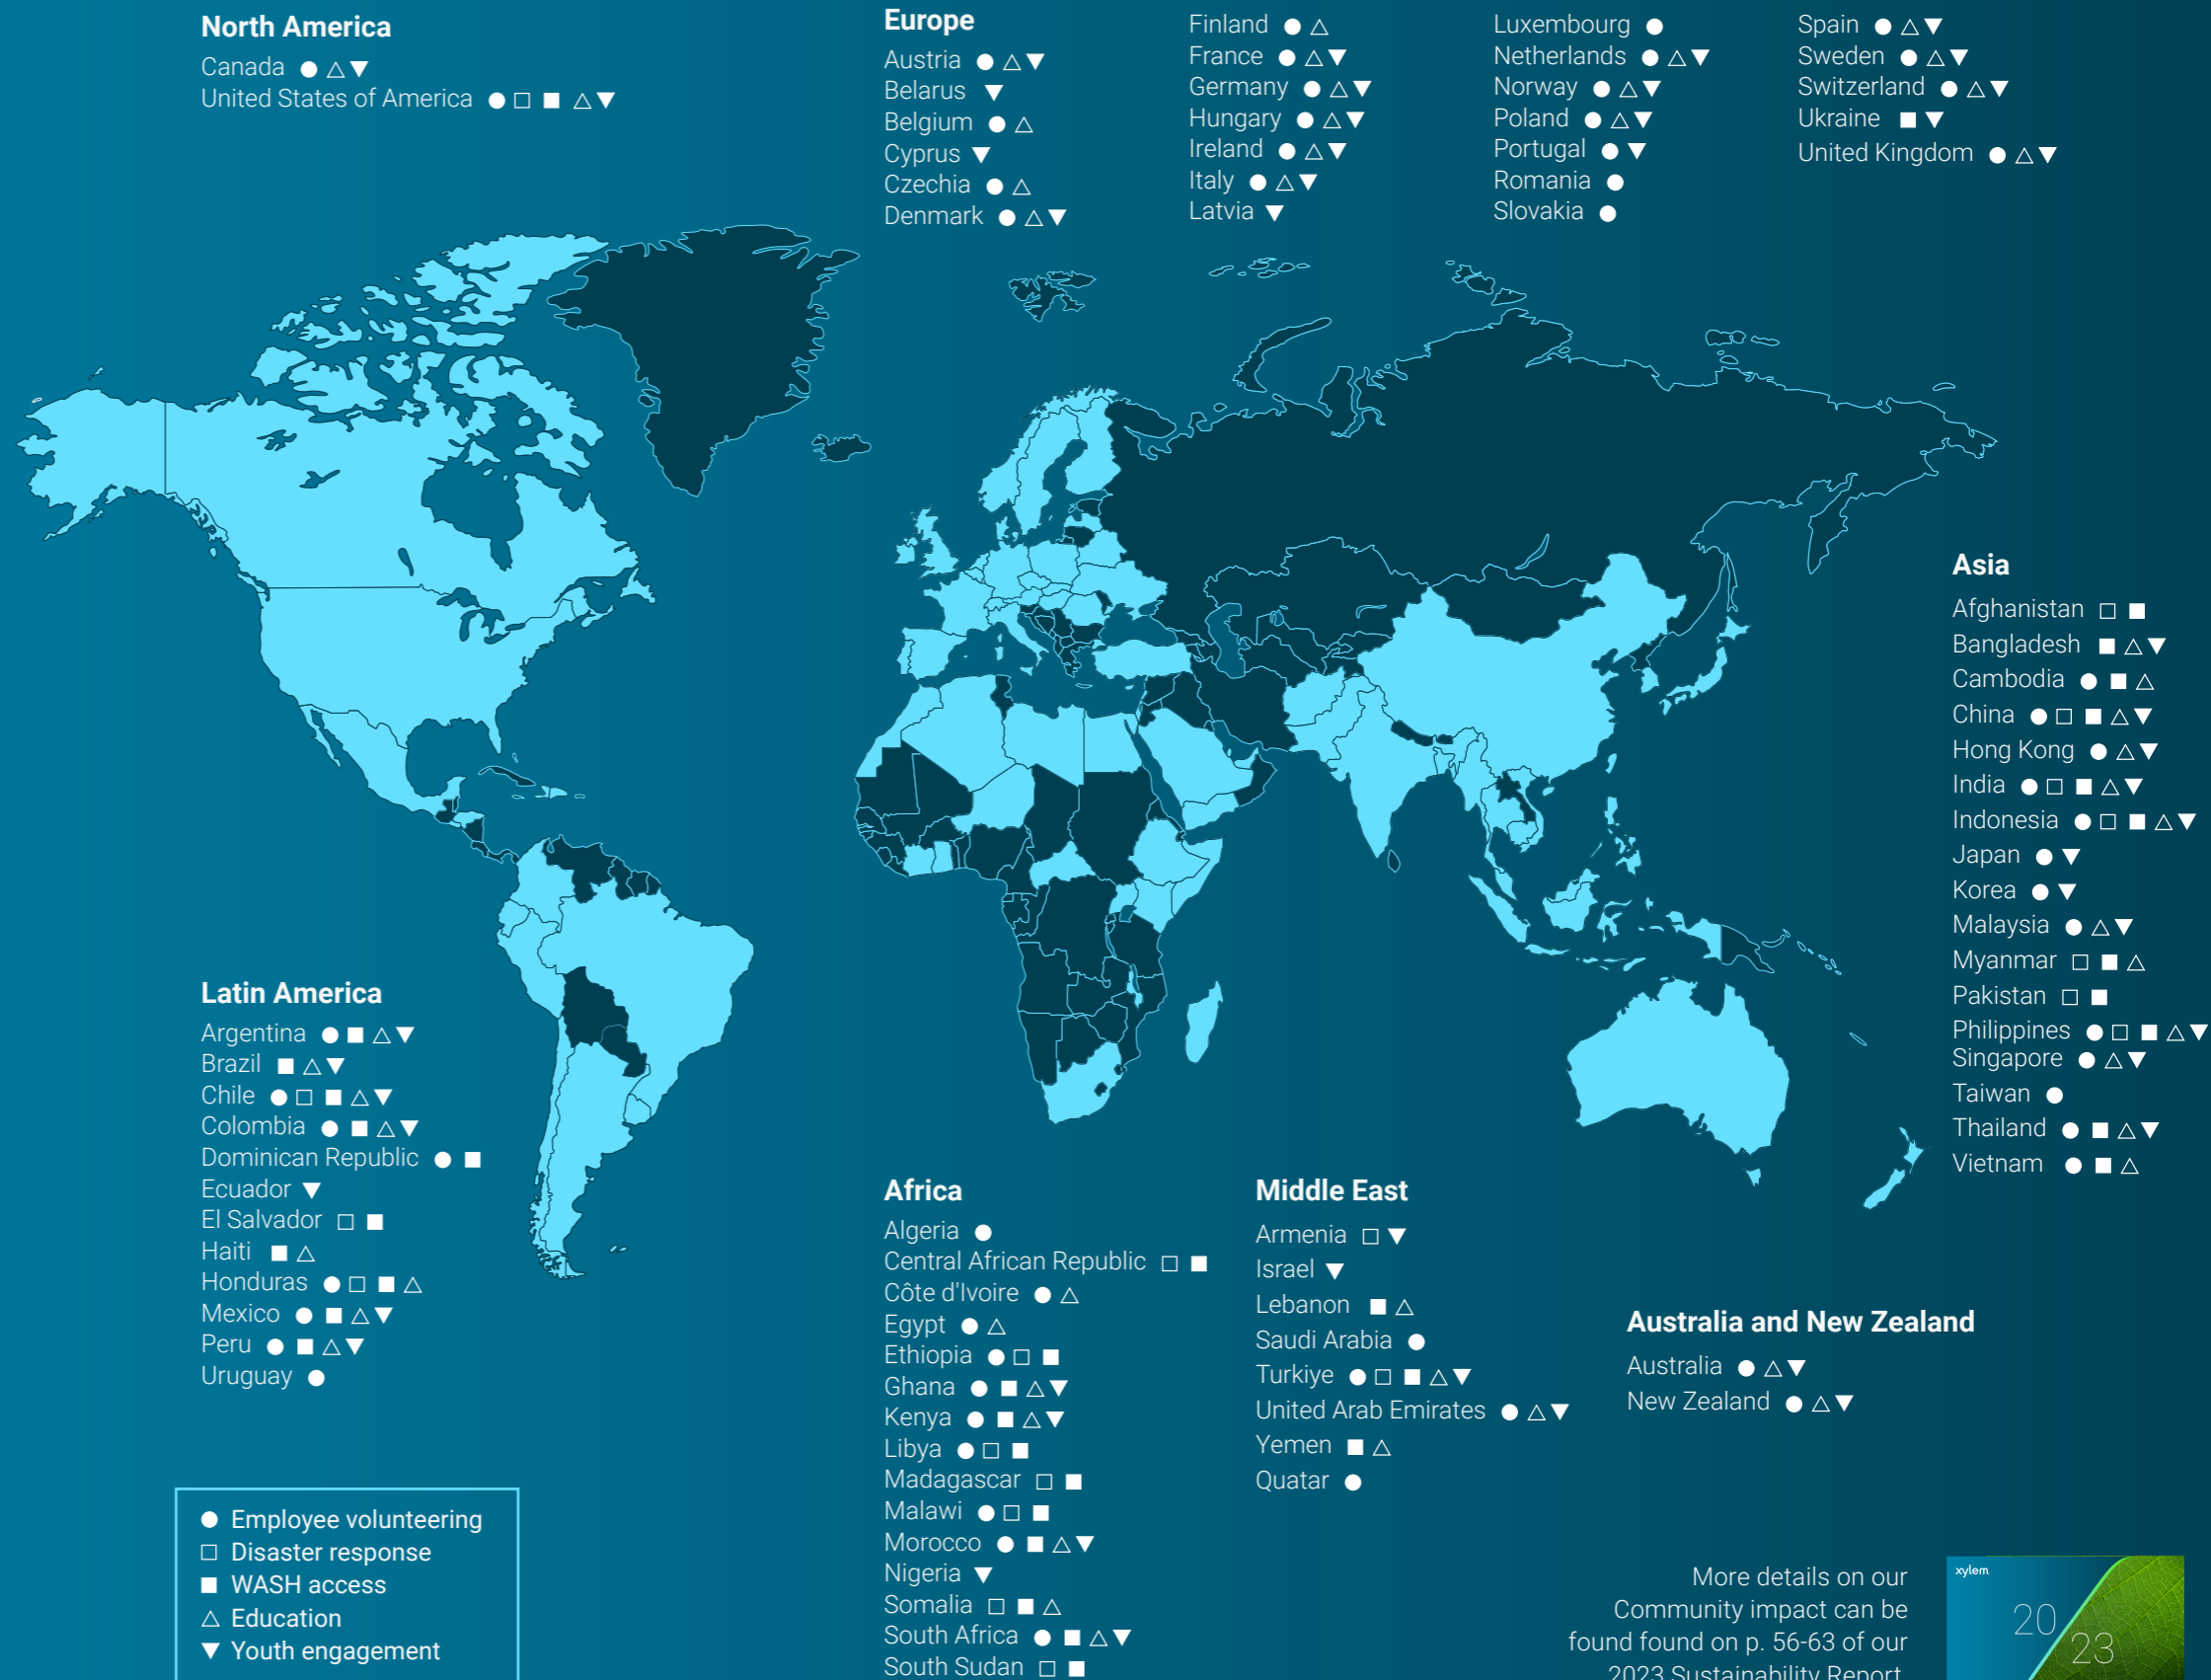 North America
Canada ● △ ▼
United States of America ● □ ■ △ ▼
Europe
Austria ● △ ▼
Belarus ▼
Belgium ● △
Cyprus ▼
Czechia ● △
Denmark ● △ ▼
Finland ● △
France ● △ ▼
Germany ● △ ▼
Hungary ● △ ▼
Ireland ● △ ▼
Italy ● △ ▼
Latvia ▼
Luxembourg ●
Netherlands ● △ ▼
Norway ● △ ▼
Poland ● △ ▼
Portugal ● ▼
Romania ●
Slovakia ●
Spain ● △ ▼
Sweden ● △ ▼
Switzerland ● △ ▼
Ukraine ■ ▼
United Kingdom ● △ ▼
Asia
Afghanistan □ ■
Bangladesh ■ △ ▼
Cambodia ● ■ △
China ● □ ■ △ ▼
Hong Kong ● △ ▼
India ● □ ■ △ ▼
Indonesia ● □ ■ △ ▼
Japan ● ▼
Korea ● ▼
Malaysia ● △ ▼
Myanmar □ ■ △
Pakistan □ ■
Philippines ● □ ■ △ ▼
Singapore ● △ ▼
Taiwan ●
Thailand ● ■ △ ▼
Vietnam ● ■ △
Latin America
Argentina ● ■ △ ▼
Brazil ■ △ ▼
Chile ● □ ■ △ ▼
Colombia ● ■ △ ▼
Dominican Republic ● ■
Ecuador ▼
El Salvador □ ■
Haiti ■ △
Honduras ● □ ■ △
Mexico ● ■ △ ▼
Peru ● ■ △ ▼
Uruguay ●
Africa
Algeria ●
Central African Republic □ ■
Côte d'Ivoire ● △
Egypt ● △
Ethiopia ● □ ■
Ghana ● ■ △ ▼
Kenya ● ■ △ ▼
Libya ● □ ■
Madagascar □ ■
Malawi ● □ ■
Morocco ● ■ △ ▼
Nigeria ▼
Somalia □ ■ △
South Africa ● ■ △ ▼
South Sudan □ ■
Middle East
Armenia □ ▼
Israel ▼
Lebanon ■ △
Saudi Arabia ●
Turkiye ● □ ■ △ ▼
United Arab Emirates ● △ ▼
Yemen ■ △
Quatar ●
Australia and New Zealand
Australia ● △ ▼
New Zealand ● △ ▼
● Employee volunteering
□ Disaster response
■ WASH access
△ Education
▼ Youth engagement
More details on our
Community impact can be
found found on p. 56-63 of our
2023 Sustainability Report.
xylem
20
23